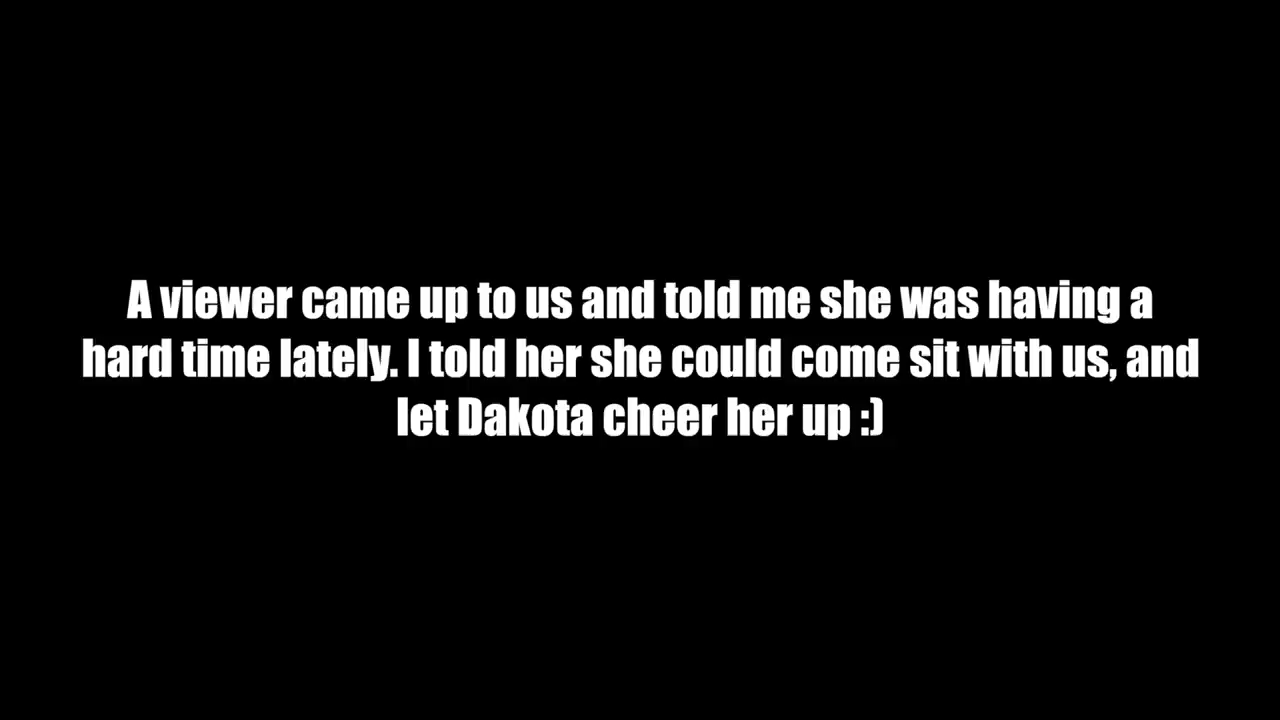 A viewer came up to us and told me she was having a
hard time lately. I told her she could come sit with us, and
let Dakota cheer her up :)